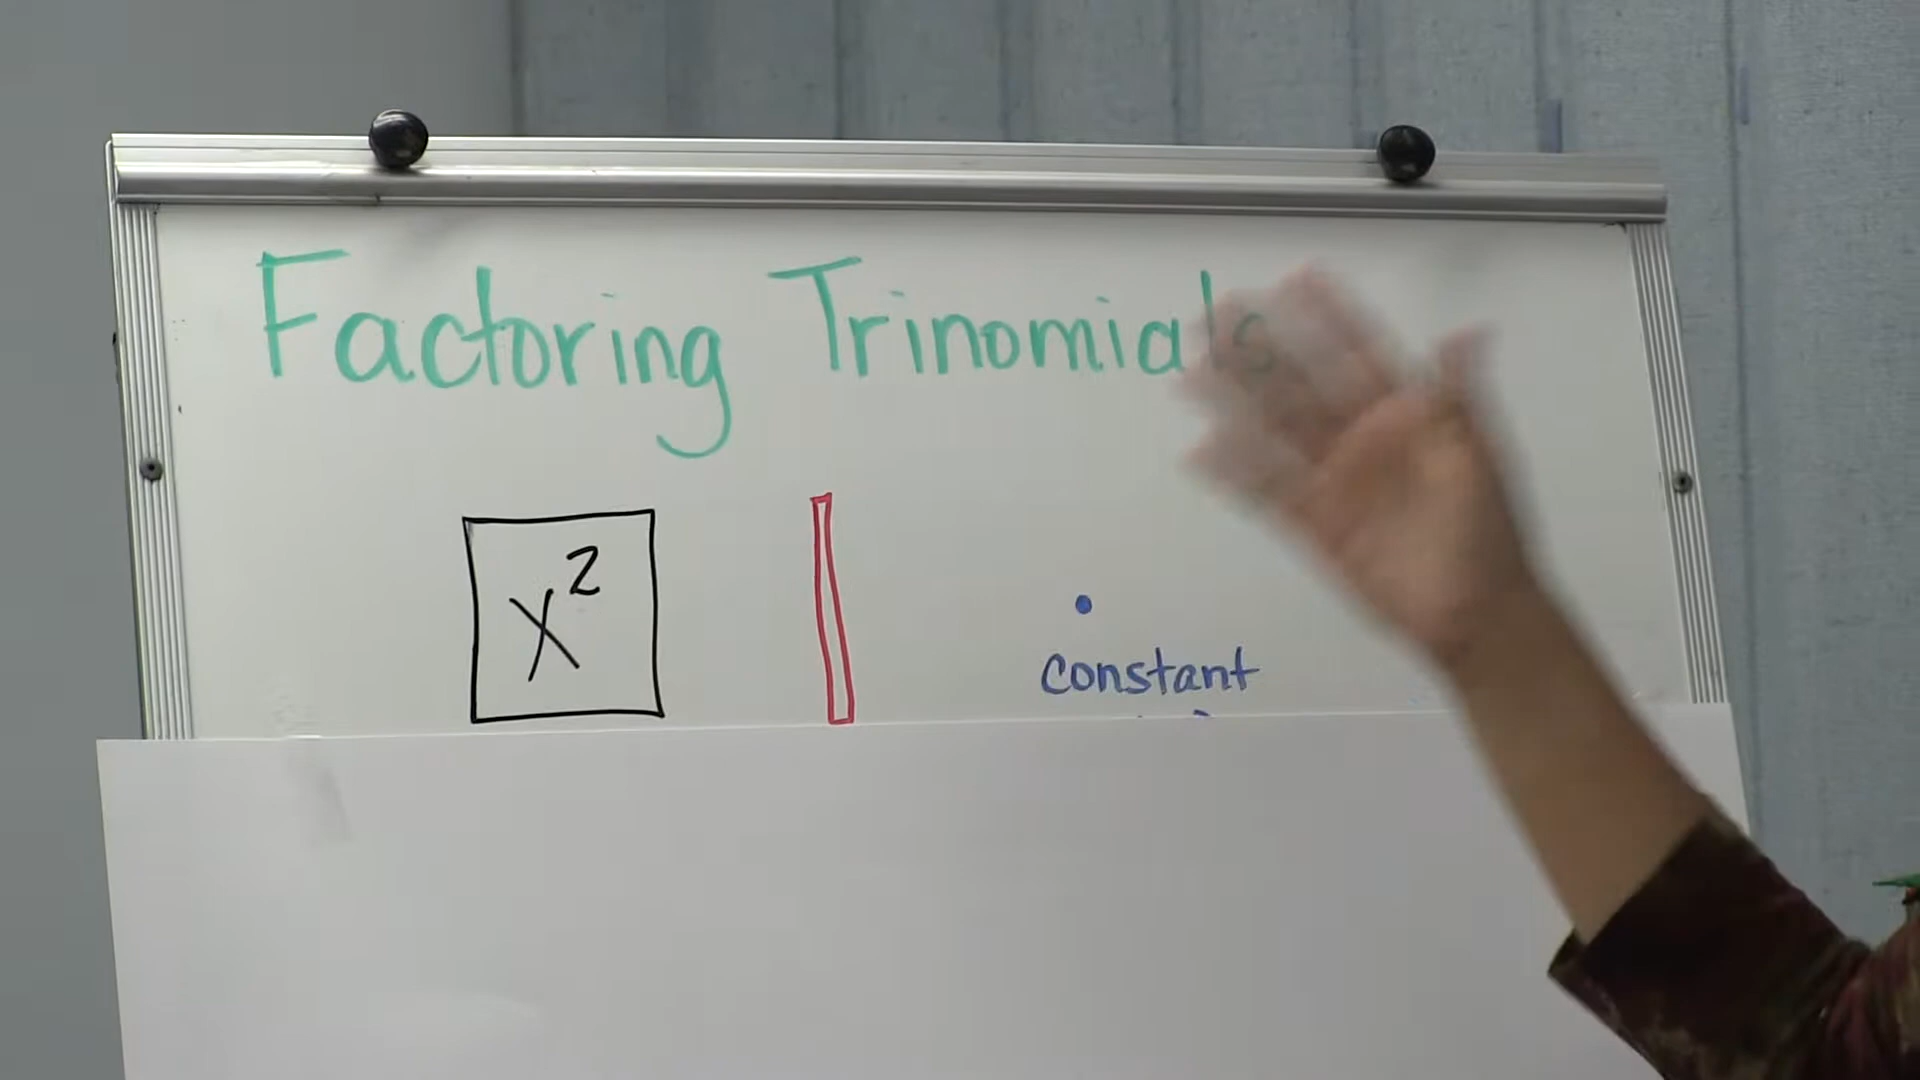 Factoring Trinomials
x²
constant